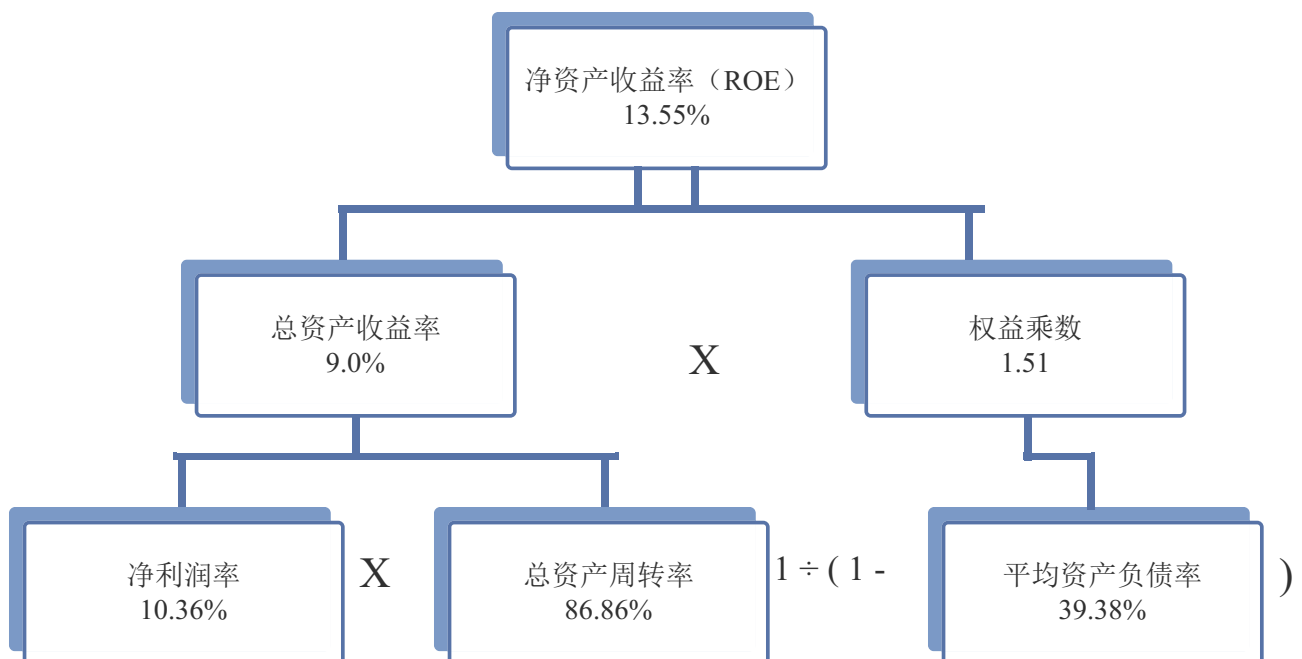 净资产收益率（ROE）
13.55%
总资产收益率
9.0%
X
权益乘数
1.51
净利润率
10.36%
X
总资产周转率
86.86%
1 ÷ ( 1 -
平均资产负债率
39.38%
)